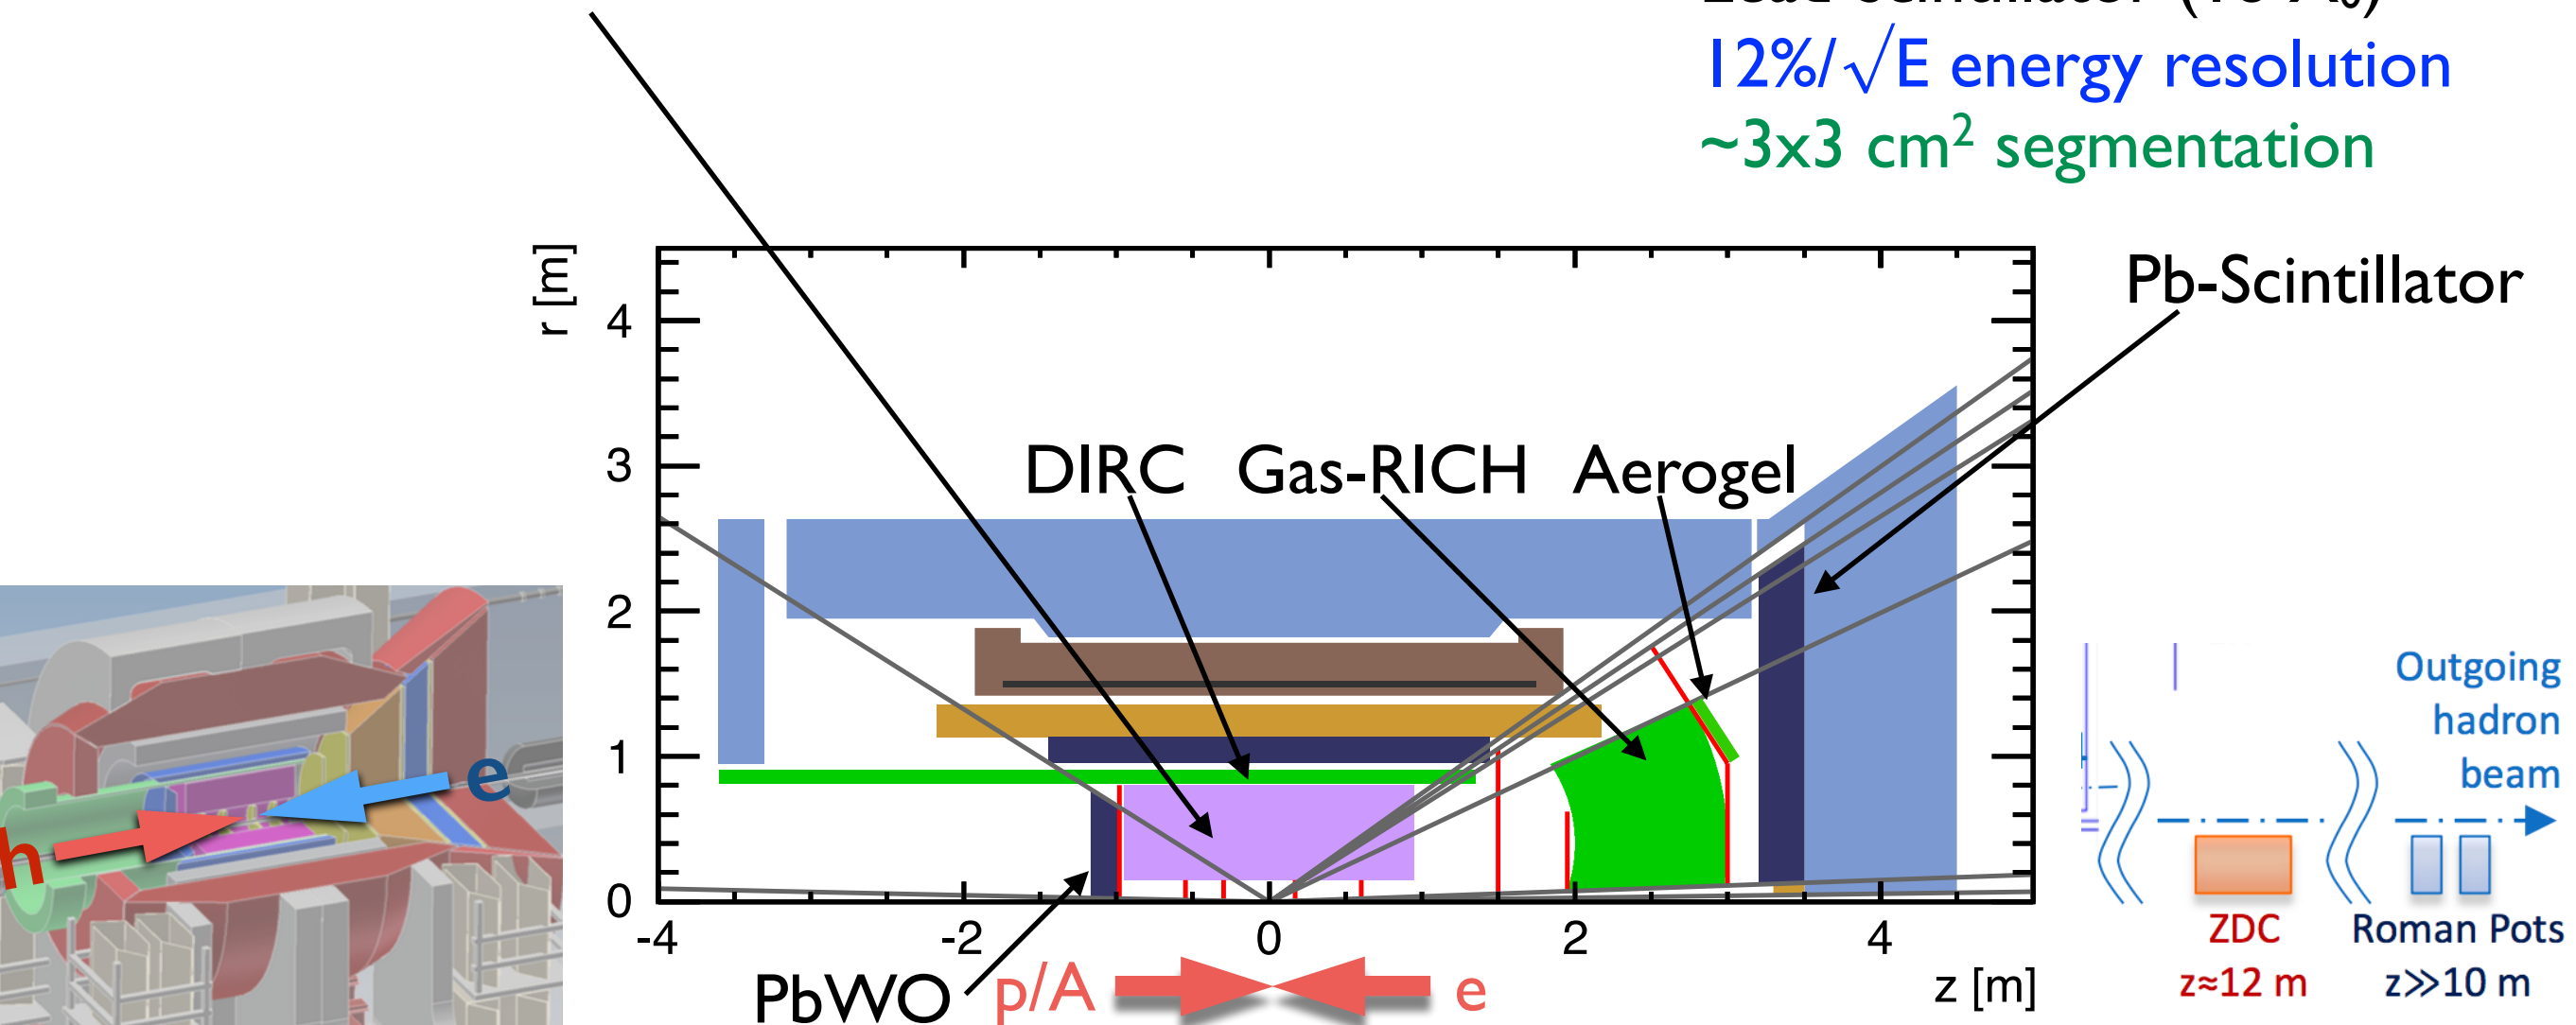 12%/√E energy resolution
~3x3 cm² segmentation
r [m]
4
3
2
1
0
-4
-2
0
2
4
z [m]
Pb-Scintillator
DIRC
Gas-RICH
Aerogel
PbWO
p/A
e
h
e
Outgoing
hadron
beam
ZDC
z≈12 m
Roman Pots
z≫10 m